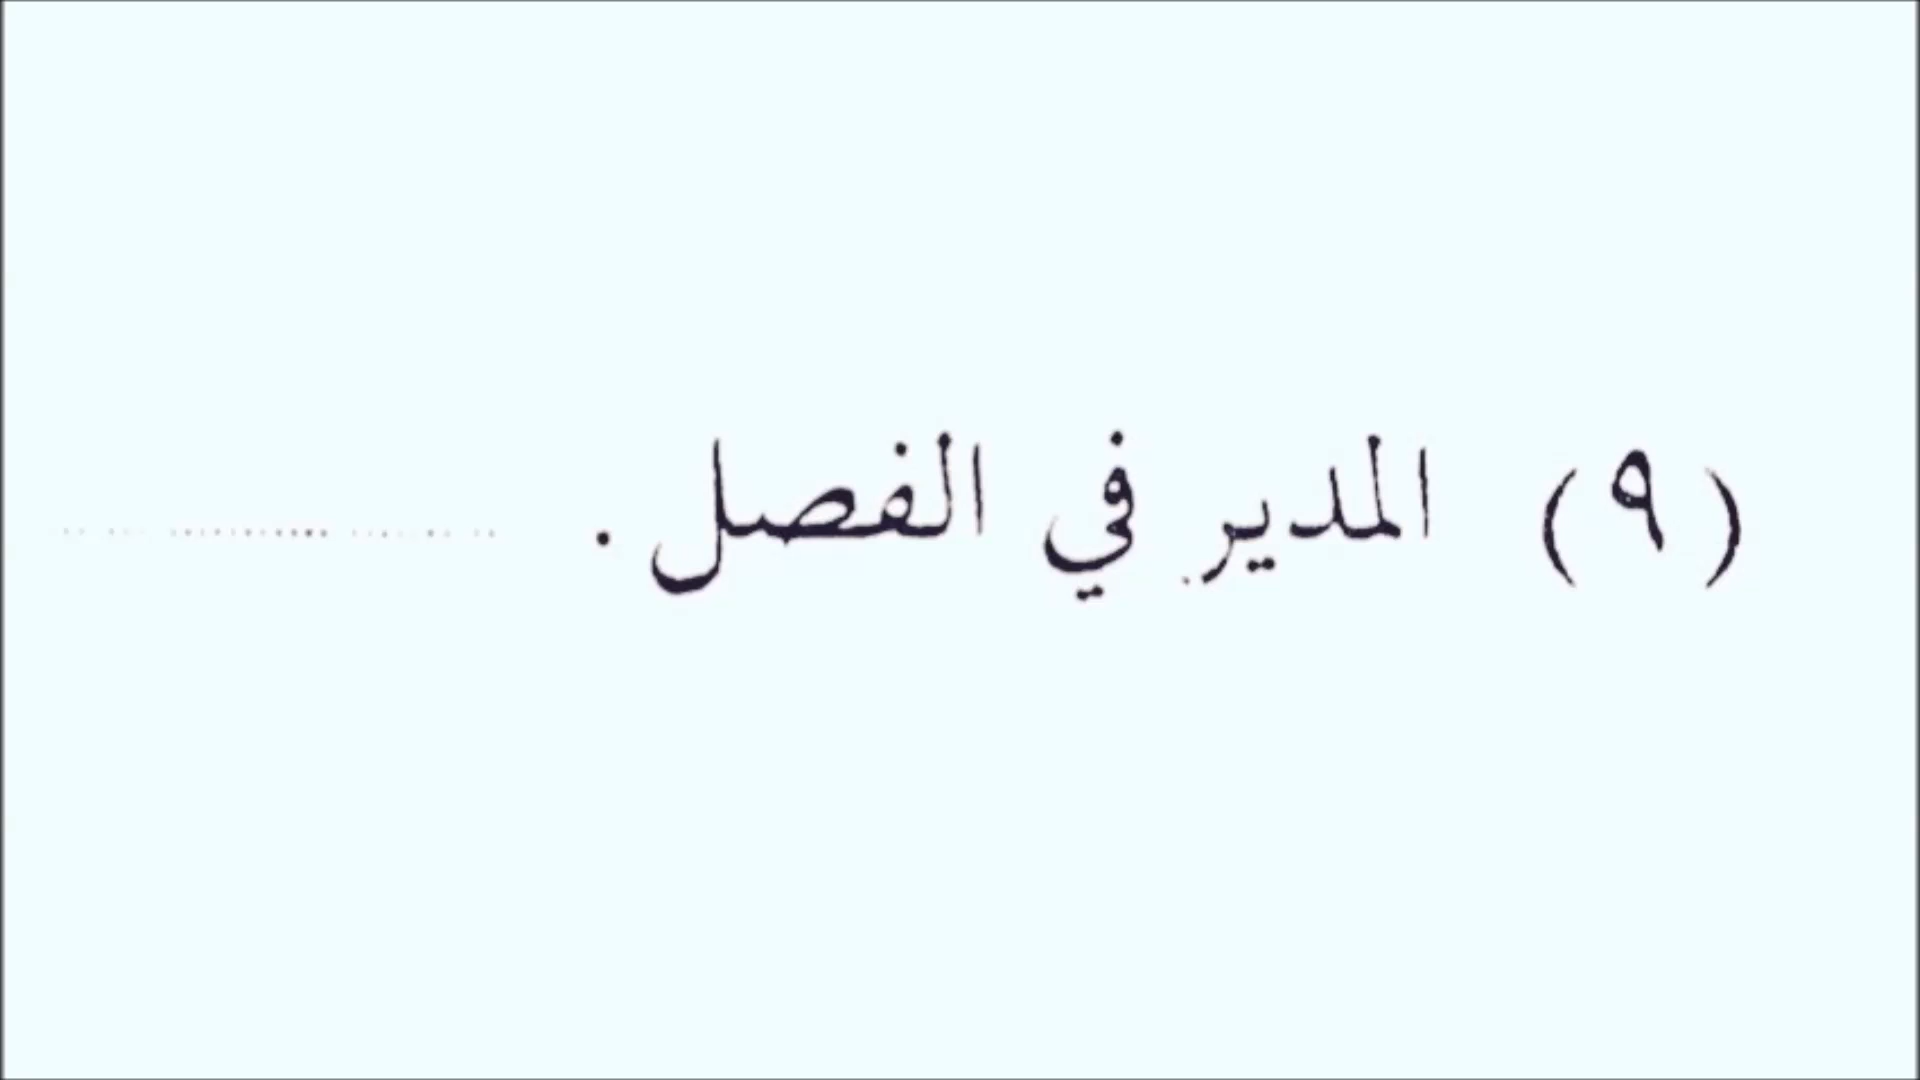 (٩) المدير في الفصل . ....................